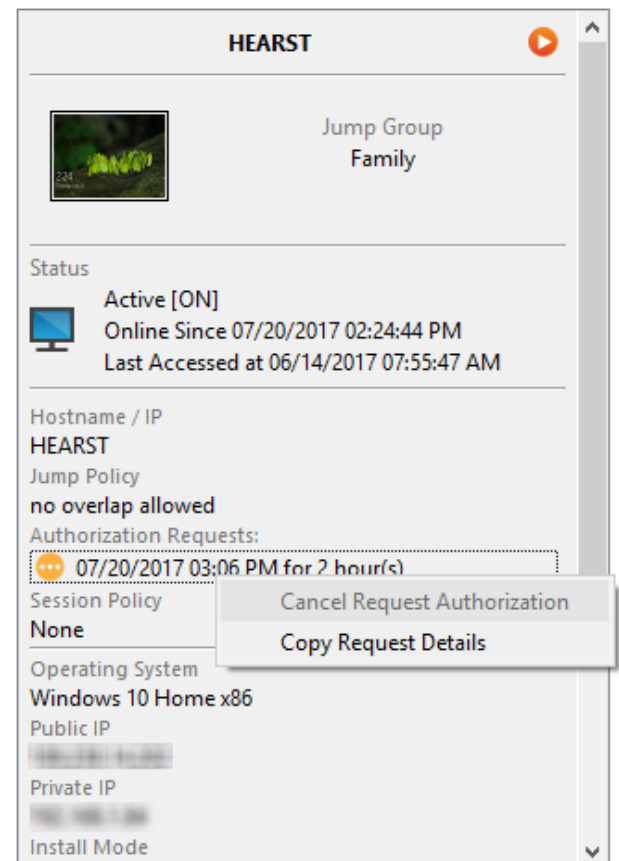 HEARST
Jump Group
Family
2:24
Status
Active [ON]
Online Since 07/20/2017 02:24:44 PM
Last Accessed at 06/14/2017 07:55:47 AM
Hostname / IP
HEARST
Jump Policy
no overlap allowed
Authorization Requests:
07/20/2017 03:06 PM for 2 hour(s)
Session Policy
None
Cancel Request Authorization
Copy Request Details
Operating System
Windows 10 Home x86
Public IP
Private IP
Install Mode